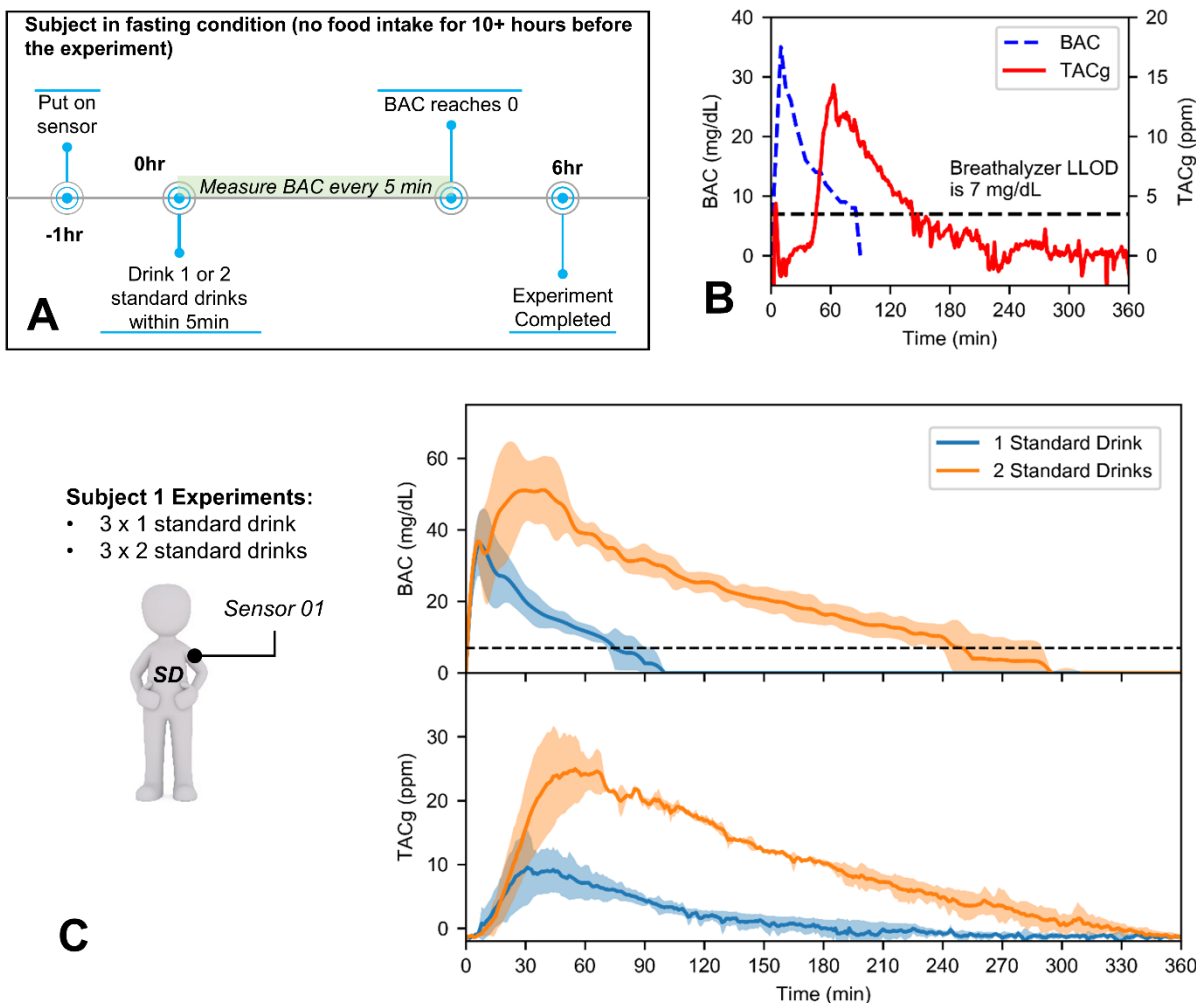 Subject in fasting condition (no food intake for 10+ hours before
the experiment)
Put on
sensor
BAC reaches 0
0hr
6hr
Measure BAC every 5 min
-1hr
Drink 1 or 2
standard drinks
within 5min
Experiment
Completed
A
40
30
20
10
0
BAC (mg/dL)
BAC
TACg
Breathalyzer LLOD
is 7 mg/dL
20
15
10
5
0
TACg (ppm)
0 60 120 180 240 300 360
Time (min)
B
Subject 1 Experiments:
• 3 x 1 standard drink
• 3 x 2 standard drinks
Sensor 01
SD
1 Standard Drink
2 Standard Drinks
60
40
20
0
BAC (mg/dL)
30
20
10
0
TACg (ppm)
0 30 60 90 120 150 180 210 240 270 300 330 360
Time (min)
C